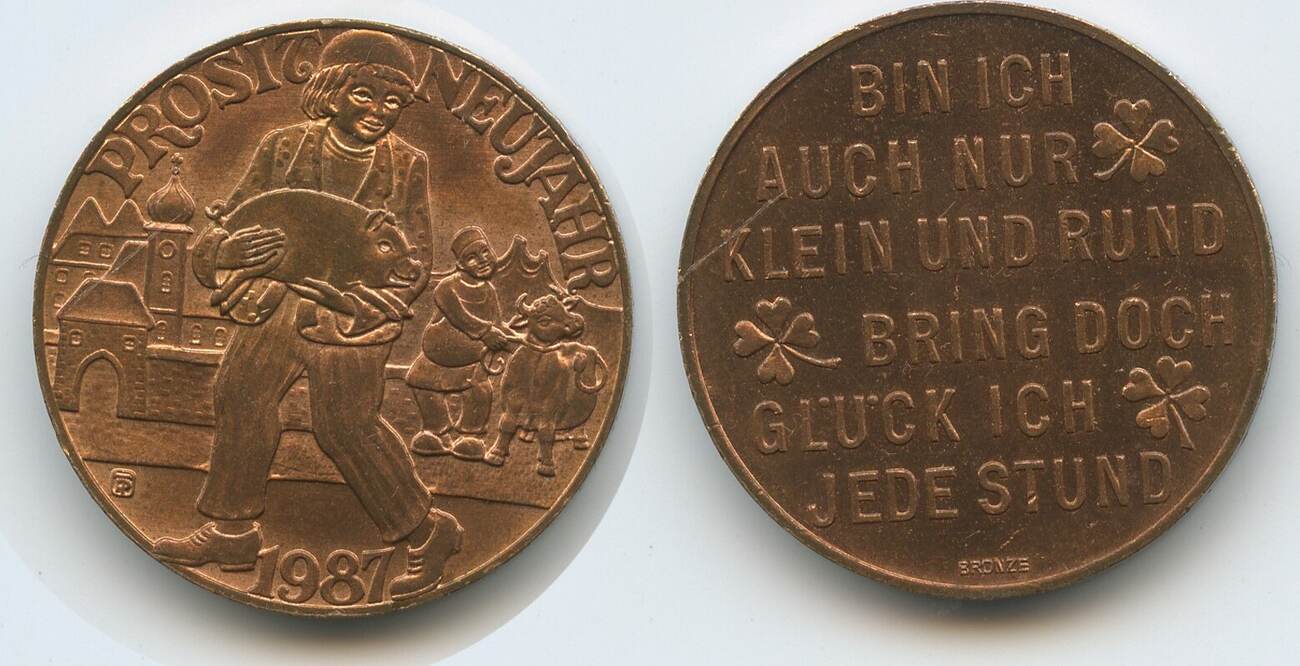 PROSIT NEUJAHR
1987
BIN ICH
AUCH NUR
KLEIN UND RUND
BRING DOCH
GLÜCK ICH
JEDE STUND
BRONZE